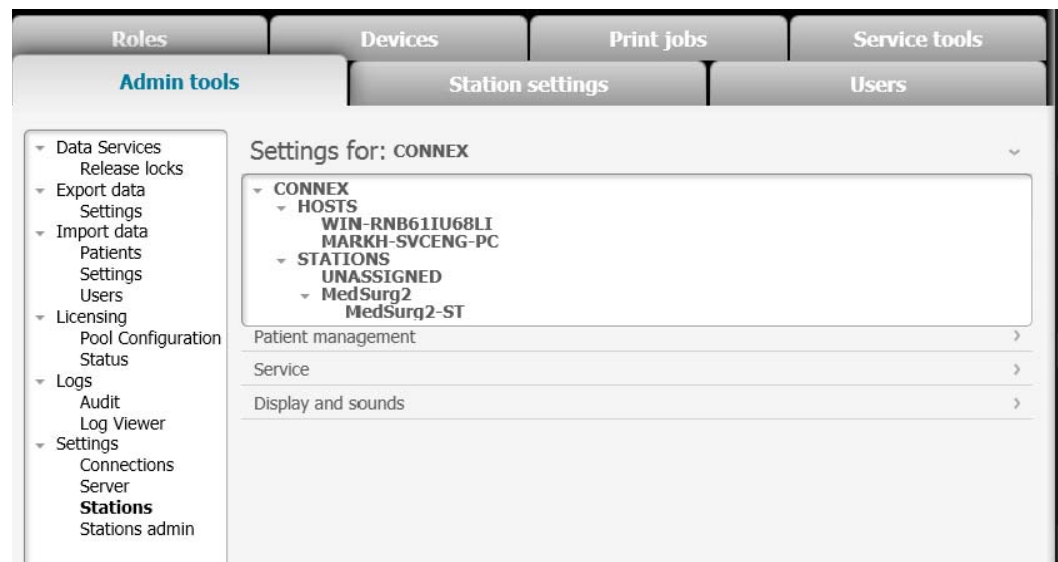 Roles
Devices
Print jobs
Service tools
Admin tools
Station settings
Users
Data Services
Release locks
Export data
Settings
Import data
Patients
Settings
Users
Licensing
Pool Configuration
Status
Logs
Audit
Log Viewer
Settings
Connections
Server
Stations
Stations admin
Settings for: CONNEX
CONNEX
HOSTS
WIN-RNB61IU68LI
MARKH-SVCENG-PC
STATIONS
UNASSIGNED
MedSurg2
MedSurg2-ST
Patient management
Service
Display and sounds